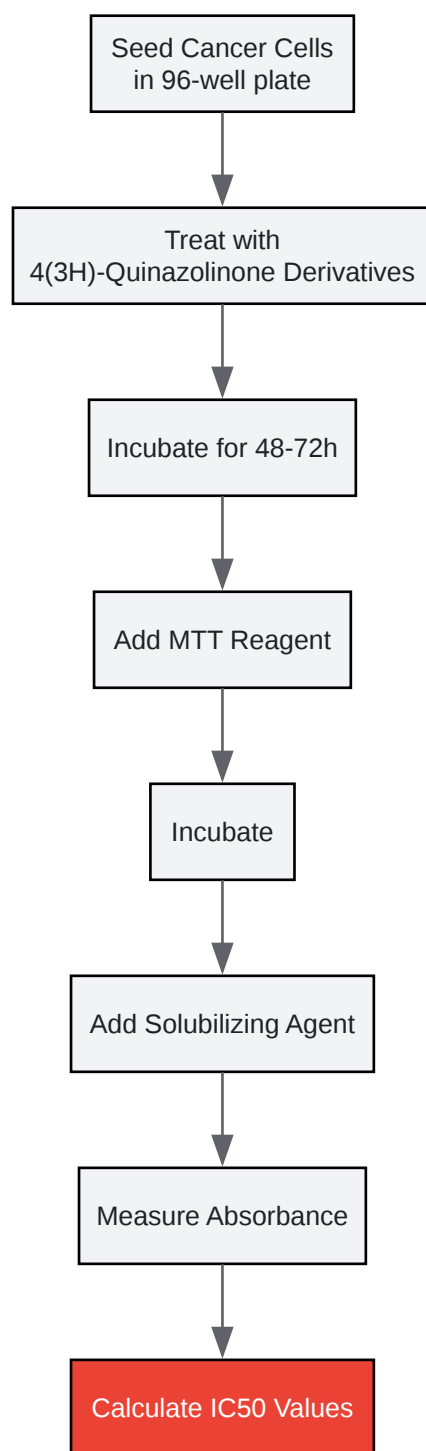 Seed Cancer Cells
in 96-well plate
Treat with
4(3H)-Quinazolinone Derivatives
Incubate for 48-72h
Add MTT Reagent
Incubate
Add Solubilizing Agent
Measure Absorbance
Calculate IC50 Values